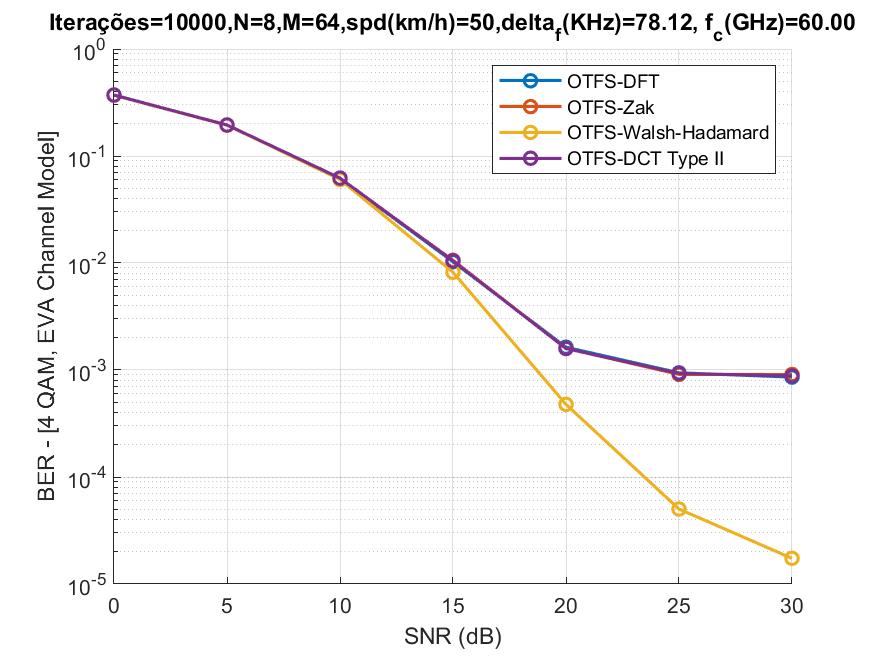 Iterações=10000,N=8,M=64,spd(km/h)=50,delta_f(KHz)=78.12, f_c(GHz)=60.00
10^0
OTFS-DFT
OTFS-Zak
OTFS-Walsh-Hadamard
OTFS-DCT Type II
10^-1
10^-2
10^-3
10^-4
10^-5
BER - [4 QAM, EVA Channel Model]
0 5 10 15 20 25 30
SNR (dB)